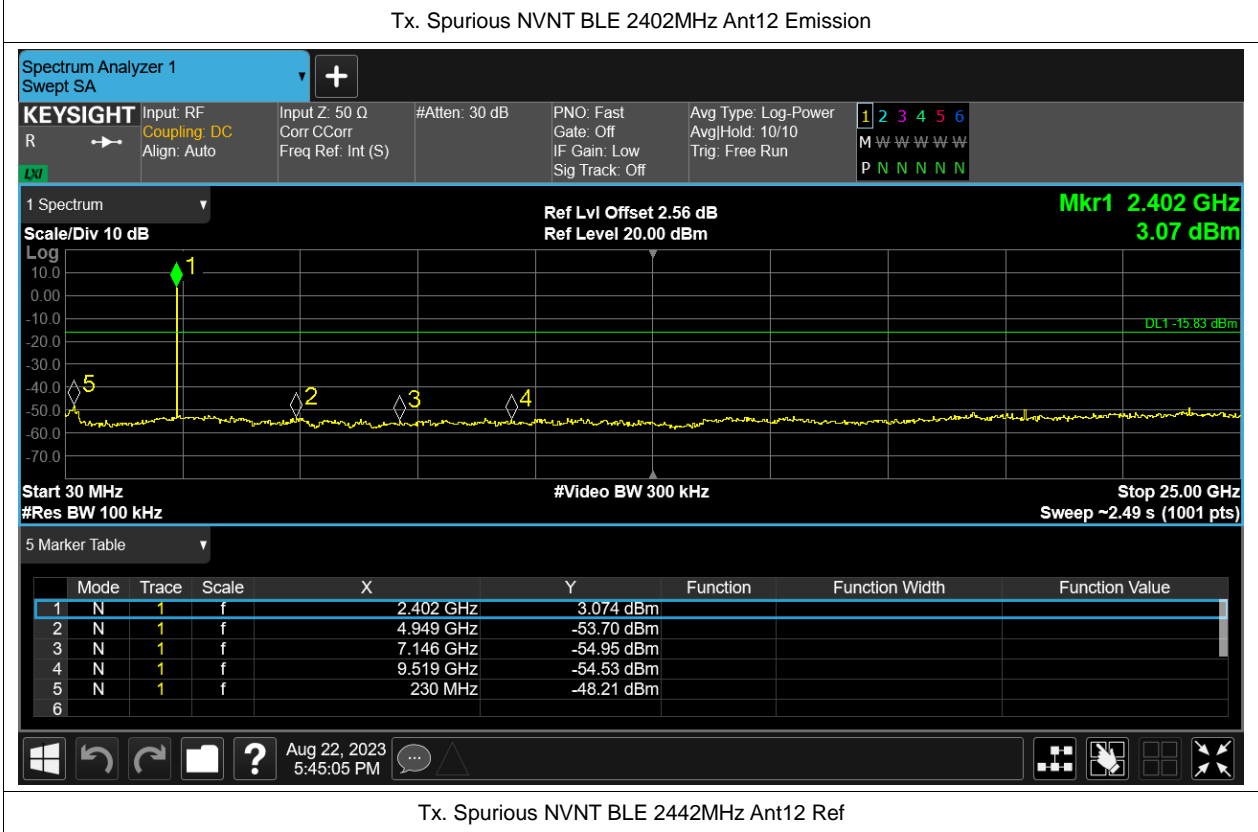 Tx. Spurious NVNT BLE 2402MHz Ant12 Emission
Spectrum Analyzer 1
Swept SA
KEYSIGHT
R
LXI
Input: RF
Coupling: DC
Align: Auto
Input Z: 50 Ω
Corr CCorr
Freq Ref: Int (S)
#Atten: 30 dB
PNO: Fast
Gate: Off
IF Gain: Low
Sig Track: Off
Avg Type: Log-Power
Avg|Hold: 10/10
Trig: Free Run
1 2 3 4 5 6
M W W W W W
P N N N N N
1 Spectrum
Scale/Div 10 dB
Ref Lvl Offset 2.56 dB
Ref Level 20.00 dBm
Mkr1 2.402 GHz
3.07 dBm
Log
10.0
0.00
-10.0
-20.0
-30.0
-40.0
-50.0
-60.0
-70.0
1
DL1 -15.83 dBm
5
2
3
4
Start 30 MHz
#Video BW 300 kHz
Stop 25.00 GHz
#Res BW 100 kHz
Sweep ~2.49 s (1001 pts)
5 Marker Table
Mode Trace Scale X Y Function Function Width Function Value
1 N 1 f 2.402 GHz 3.074 dBm
2 N 1 f 4.949 GHz -53.70 dBm
3 N 1 f 7.146 GHz -54.95 dBm
4 N 1 f 9.519 GHz -54.53 dBm
5 N 1 f 230 MHz -48.21 dBm
6
?
Aug 22, 2023
5:45:05 PM
Tx. Spurious NVNT BLE 2442MHz Ant12 Ref